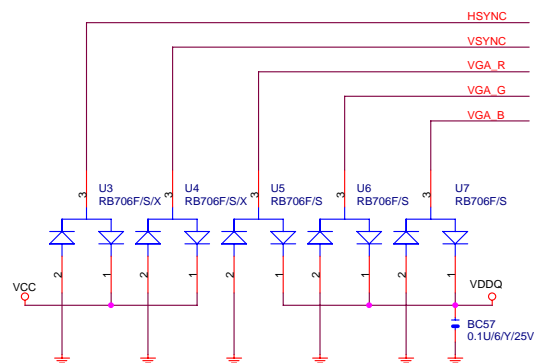 HSYNC
VSYNC
VGA_R
VGA_G
VGA_B
3
3
3
3
3
U3
RB706F/S/X
U4
RB706F/S/X
U5
RB706F/S
U6
RB706F/S
U7
RB706F/S
2
1
2
1
2
1
2
1
2
1
VCC
VDDQ
BC57
0.1U/6/Y/25V